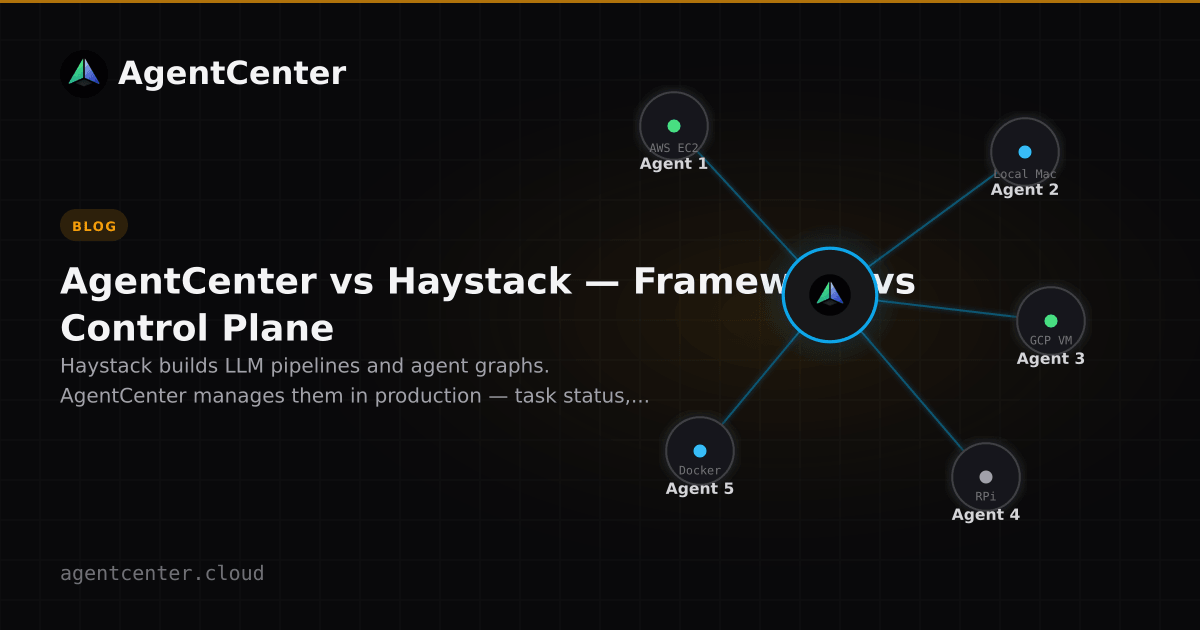 AgentCenter
BLOG
AgentCenter vs Haystack — Framew vs
Control Plane
Haystack builds LLM pipelines and agent graphs.
AgentCenter manages them in production — task status,...
agentcenter.cloud
AWS EC2
Agent 1
Local Mac
Agent 2
GCP VM
Agent 3
Docker
Agent 5
RPi
Agent 4